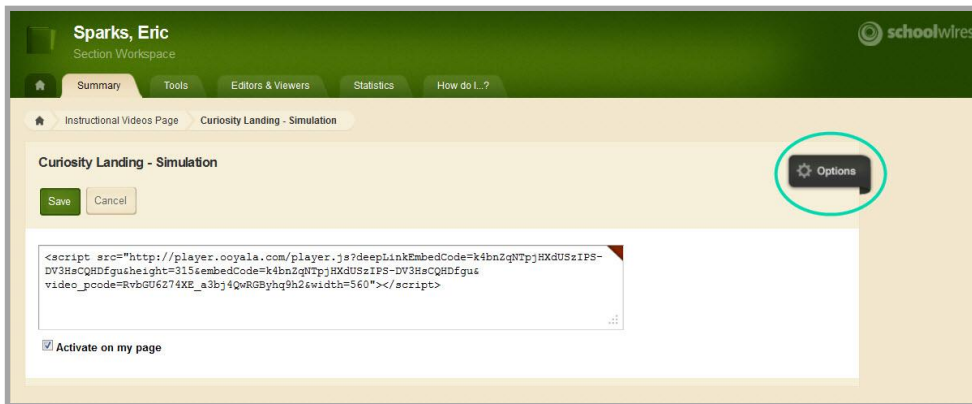 Sparks, Eric
schoolwires
Section Workspace
Summary Tools Editors & Viewers Statistics How do I...?
Instructional Videos Page Curiosity Landing - Simulation
Curiosity Landing - Simulation
Options
Save Cancel
<script src="http://player.ooyala.com/player.js?deepLinkEmbedCode=k4bnZqNTpjHXdUSzIPS-
DV3HsCQHDfgu&height=315&embedCode=k4bnZqNTpjHXdUSzIPS-DV3HsCQHDfgu&
video_pcode=RvbGU6Z74XE_a3bj4QwRGByhq9h2&width=560"></script>
Activate on my page